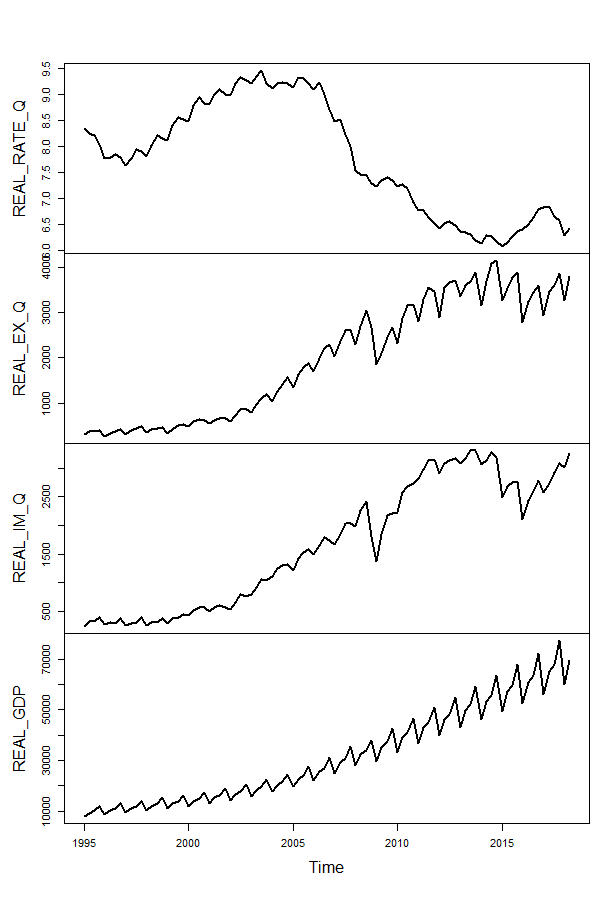 REAL_RATE_Q
6.0 6.5 7.0 7.5 8.0 8.5 9.0 9.5
REAL_EX_Q
1000 2000 3000 4000
REAL_IM_Q
500 1500 2500
REAL_GDP
10000 30000 50000 70000
1995 2000 2005 2010 2015
Time